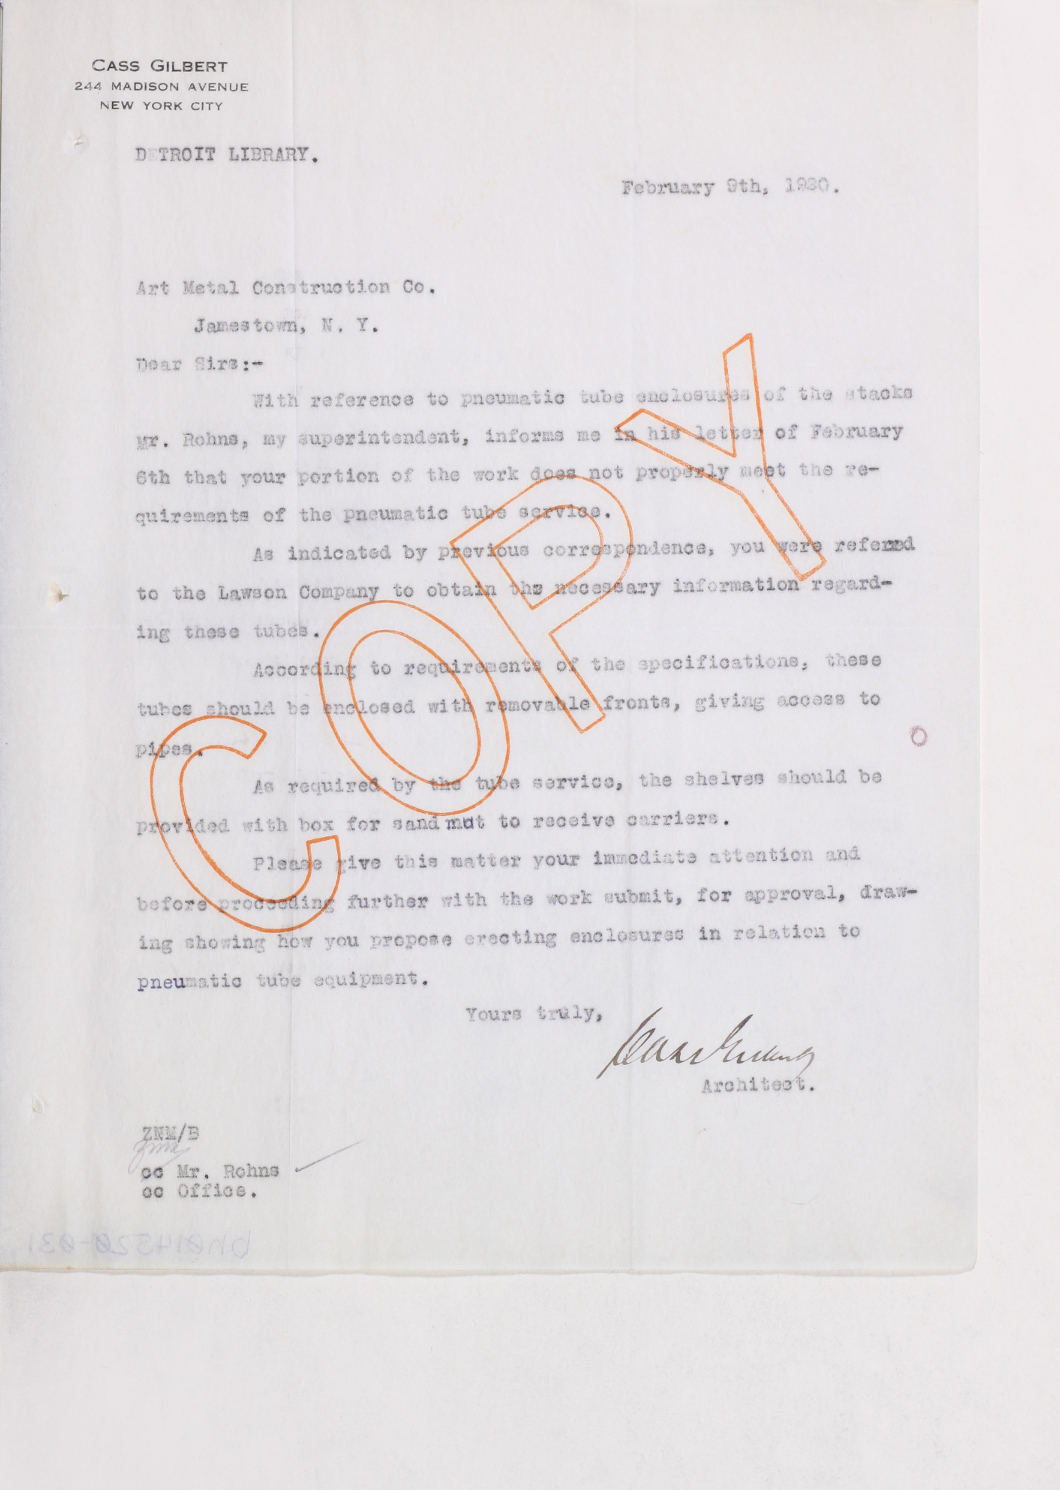 CASS GILBERT
244 MADISON AVENUE
NEW YORK CITY
DETROIT LIBRARY.
February 9th, 1920.
Art Metal Construction Co.
Jamestown, N. Y.
Dear Sirs:-
With reference to pneumatic tube enclosures of the stacks
Mr. Rohns, my superintendent, informs me in his letter of February
6th that your portion of the work does not properly meet the re-
quirements of the pneumatic tube service.
As indicated by previous correspondence, you were referred
to the Lawson Company to obtain the necessary information regard-
ing these tubes.
According to requirements of the specifications, these
tubes should be enclosed with removable fronts, giving access to
pipes.
As required by the tube service, the shelves should be
provided with box for sand mat to receive carriers.
Please give this matter your immediate attention and
before proceeding further with the work submit, for approval, draw-
ing showing how you propose erecting enclosures in relation to
pneumatic tube equipment.
Yours truly,
Cass Gilbert
Architect.
ZNM/B
cc Mr. Rohns
cc Office.
COPY